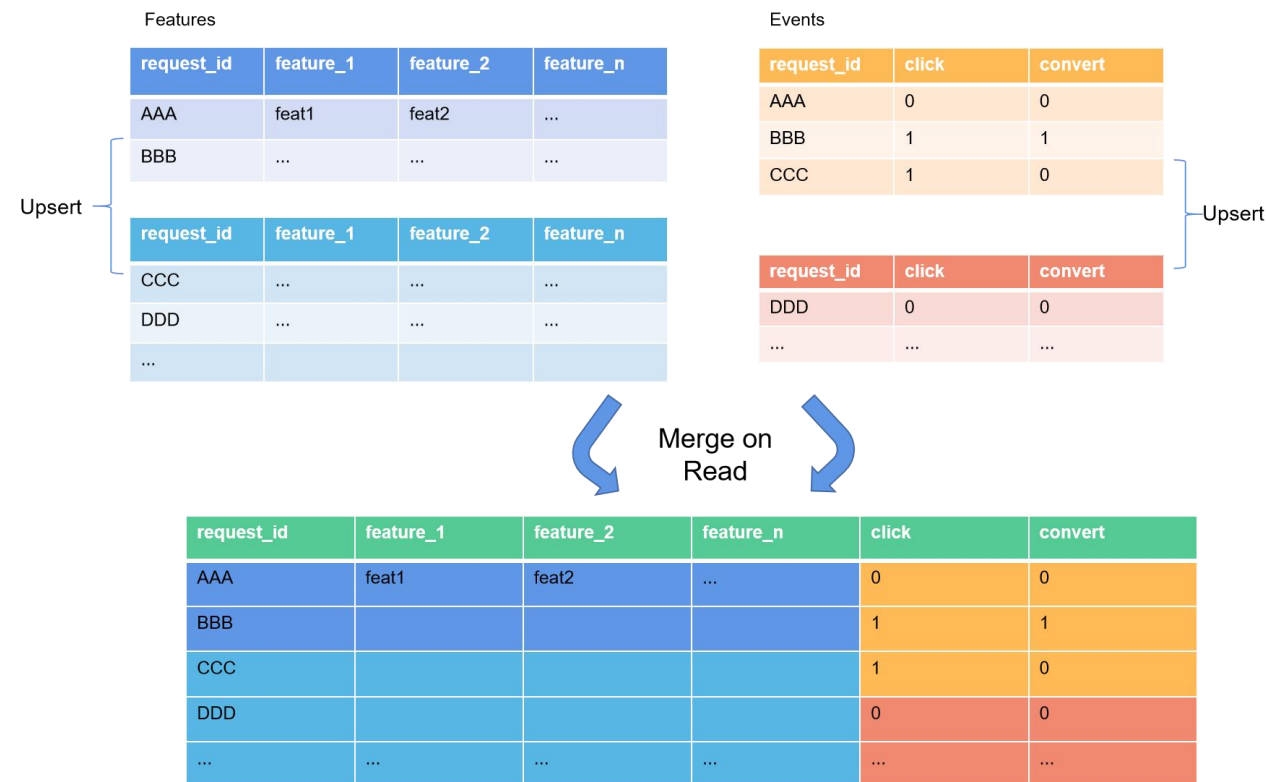 Features
request_id feature_1 feature_2 feature_n
AAA feat1 feat2 ...
BBB ... ... ...
Upsert
request_id feature_1 feature_2 feature_n
CCC ... ... ...
DDD ... ... ...
...
Events
request_id click convert
AAA 0 0
BBB 1 1
CCC 1 0
Upsert
request_id click convert
DDD 0 0
... ... ...
Merge on
Read
request_id feature_1 feature_2 feature_n click convert
AAA feat1 feat2 ... 0 0
BBB 1 1
CCC 1 0
DDD 0 0
... ... ... ... ... ...